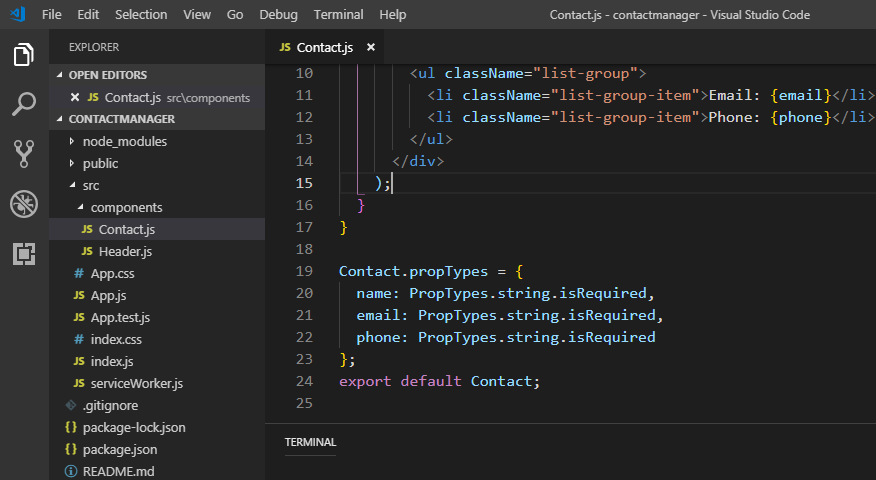 File Edit Selection View Go Debug Terminal Help Contact.js - contactmanager - Visual Studio Code
EXPLORER
OPEN EDITORS
JS Contact.js src\components
CONTACTMANAGER
node_modules
public
src
components
JS Contact.js
JS Header.js
# App.css
JS App.js
JS App.test.js
# index.css
JS index.js
JS serviceWorker.js
.gitignore
{} package-lock.json
{} package.json
README.md
JS Contact.js ×
10 <ul className="list-group">
11 <li className="list-group-item">Email: {email}</li>
12 <li className="list-group-item">Phone: {phone}</li>
13 </ul>
14 </div>
15 );
16 }
17 }
18
19 Contact.propTypes = {
20 name: PropTypes.string.isRequired,
21 email: PropTypes.string.isRequired,
22 phone: PropTypes.string.isRequired
23 };
24 export default Contact;
25
TERMINAL